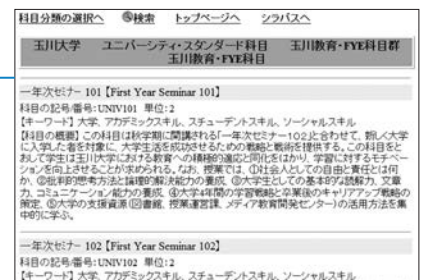 科目分類の選択へ 検索 トップページへ シラバスへ
玉川大学 ユニバーシティ・スタンダード科目 玉川教育・FYE科目群
玉川教育・FYE科目
一年次セミナー 101 【First Year Seminar 101】
科目の記号/番号:UNIV101 単位:2
【キーワード】大学, アカデミックスキル, スチューデントスキル, ソーシャルスキル
【科目の概要】この科目は秋学期に開講される「一年次セミナー102」と合わせて、新しく大学
に入学した者を対象に、大学生活を成功させるための戦略と戦術を提供する。この科目をと
おして学生は玉川大学における教育への積極的適応と同化をはかり、学習に対するモチベー
ションを向上させることが求められる。なお、授業では、①社会人としての自由と責任とは何
か、②批判的思考方法と論理的解決能力の養成、③大学生としての基本的な読解力、文章
力、コミュニケーション能力の養成、④大学4年間の学習戦略と卒業後のキャリアアップ戦略の
策定、⑤大学の支援資源(図書館、授業運営課、メディア教育開発センター)の活用方法を集
中的に学ぶ。
一年次セミナー 102 【First Year Seminar 102】
科目の記号/番号:UNIV102 単位:2
【キーワード】大学, アカデミックスキル, スチューデントスキル, ソーシャルスキル